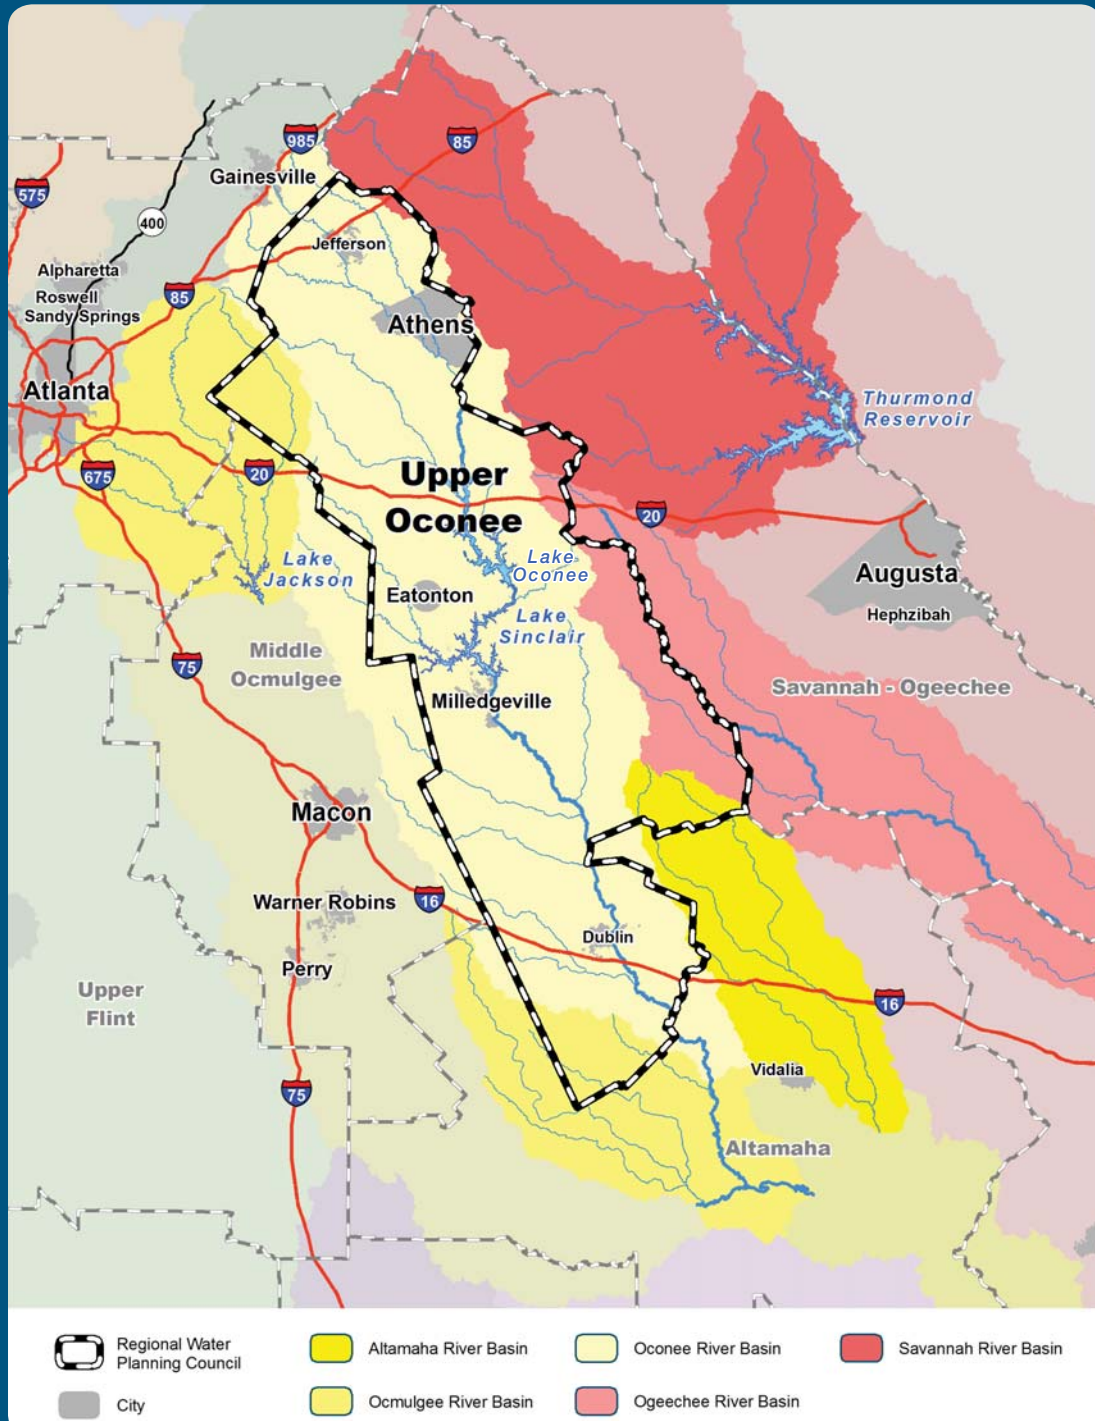 985
85
Gainesville
575
400
Jefferson
Alpharetta
Roswell
Sandy Springs
85
Athens
Atlanta
Thurmond
Reservoir
675
20
Upper
Oconee
20
Lake
Jackson
Lake
Oconee
Eatonton
Augusta
Hephzibah
Lake
Sinclair
Middle
Ocmulgee
75
Savannah - Ogeechee
Milledgeville
Macon
Warner Robins
16
Dublin
Perry
Upper
Flint
16
Vidalia
75
Altamaha
Regional Water
Planning Council
City
Altamaha River Basin
Ocmulgee River Basin
Oconee River Basin
Ogeechee River Basin
Savannah River Basin